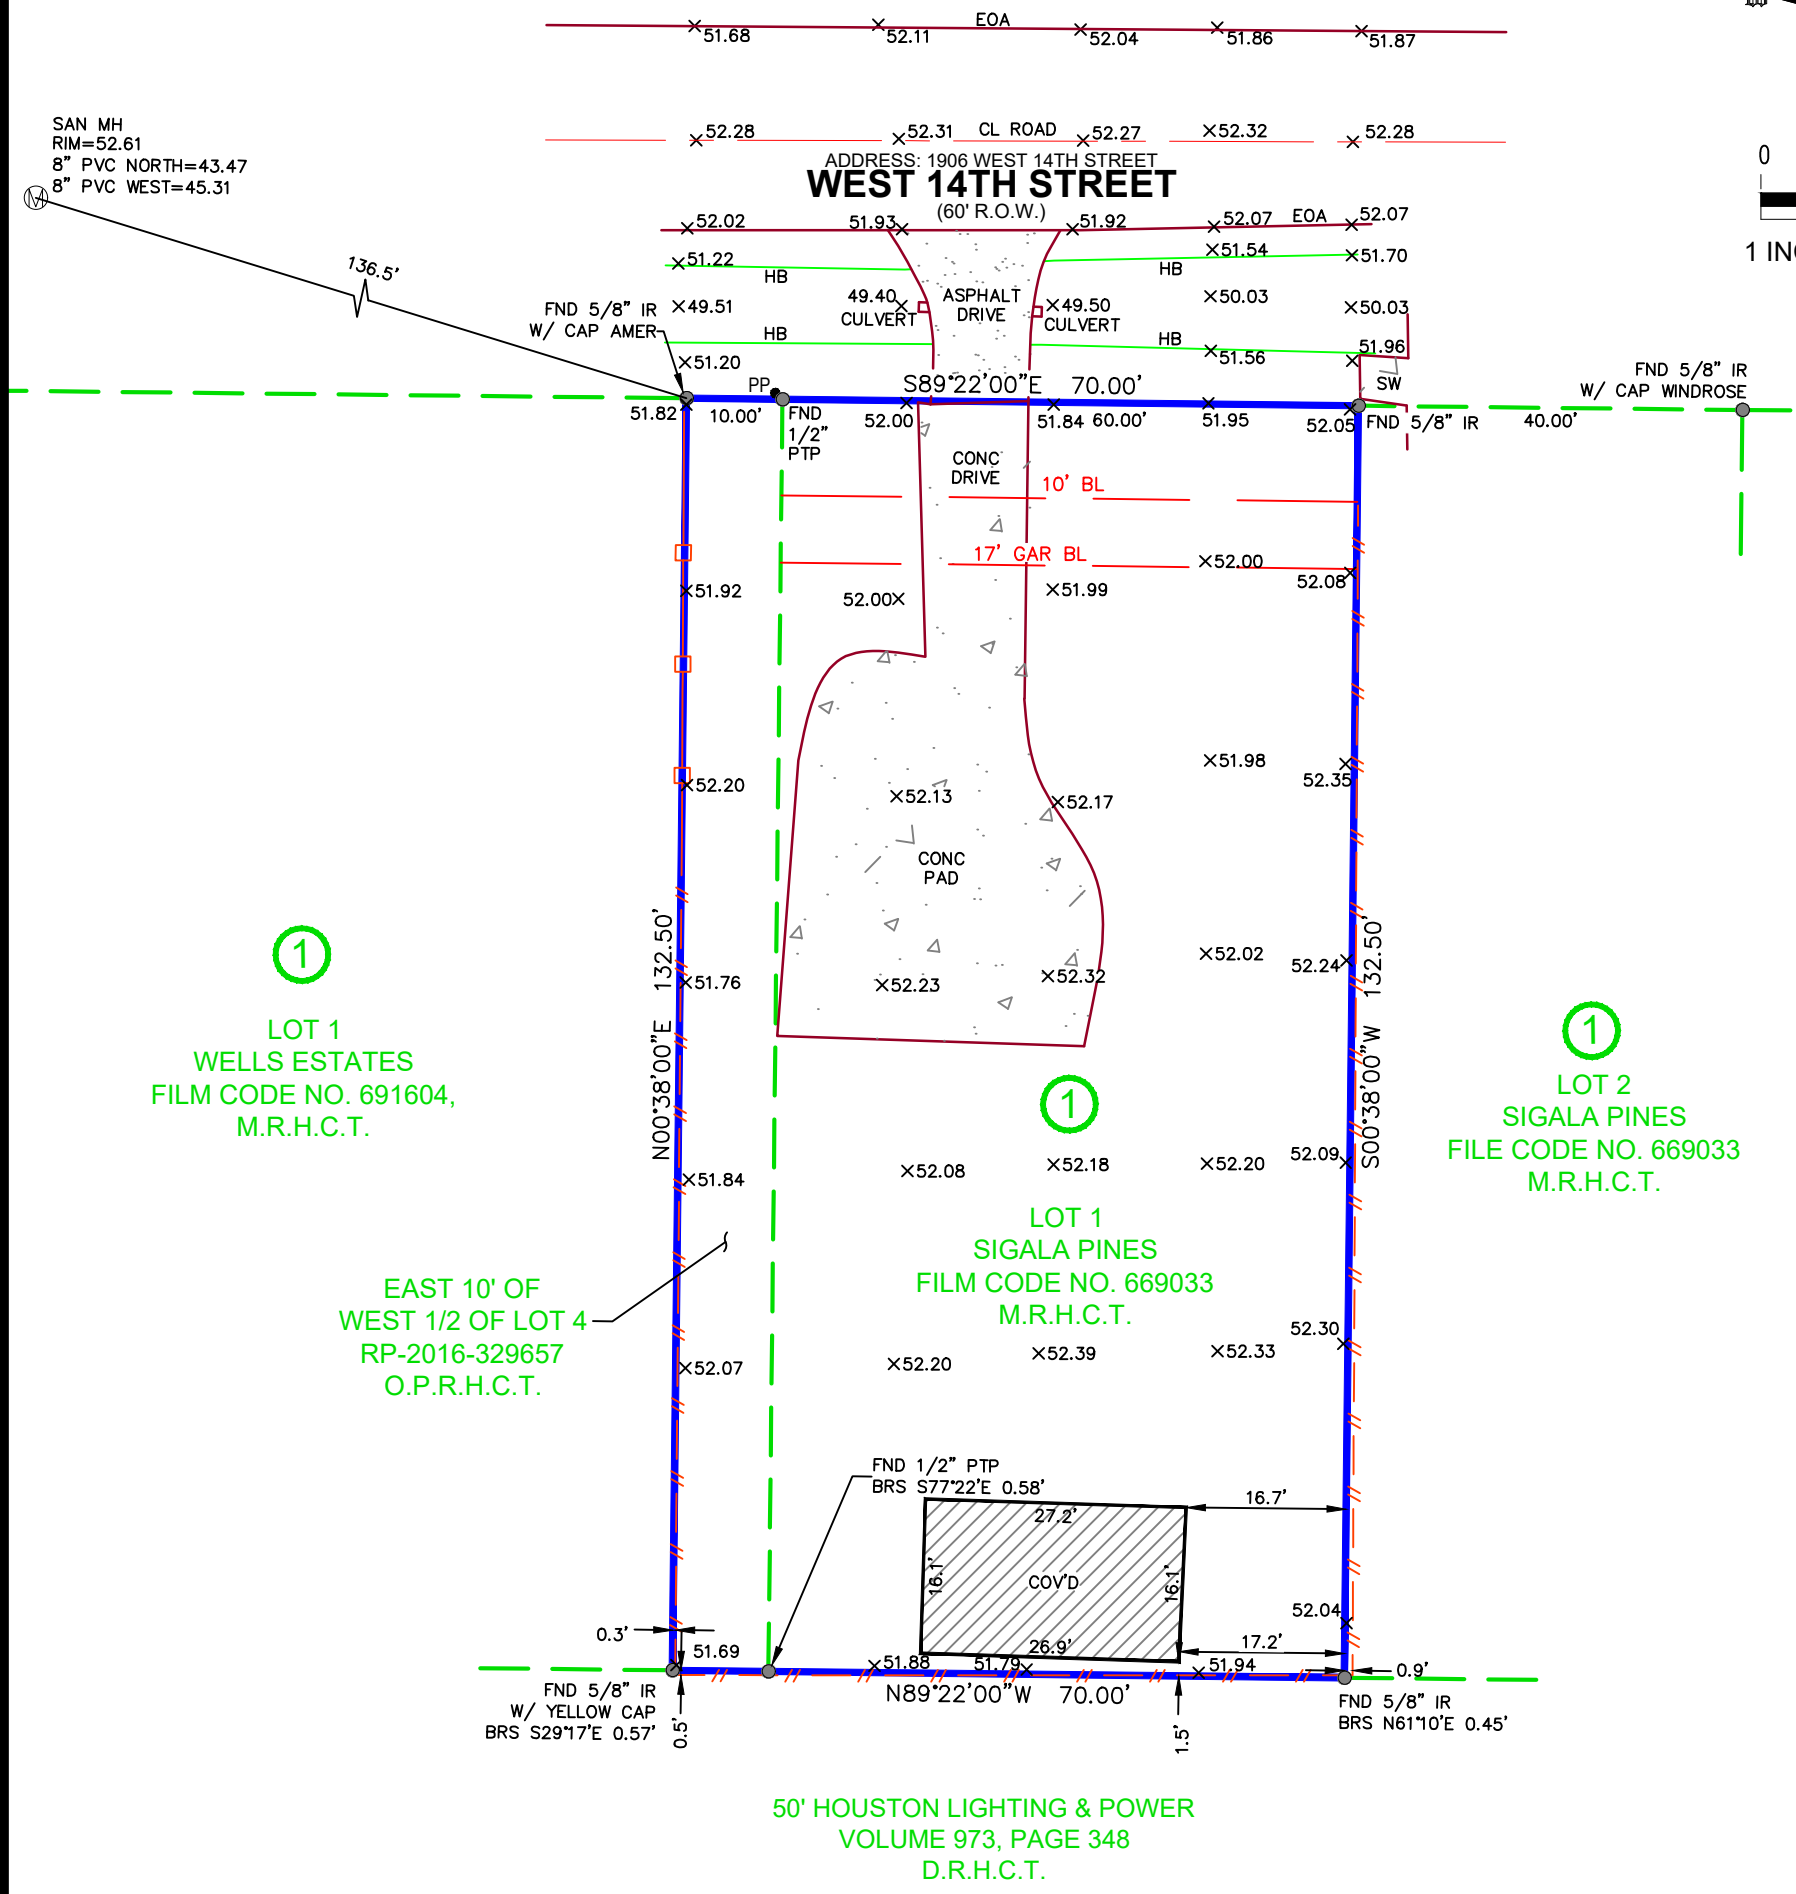 EOA
51.68
52.11
52.04
51.86
51.87
SAN MH
RIM=52.61
8" PVC NORTH=43.47
8" PVC WEST=45.31
52.28
52.31
CL ROAD
52.27
52.32
52.28
ADDRESS: 1906 WEST 14TH STREET
WEST 14TH STREET
(60' R.O.W.)
0
52.02
51.93
51.92
52.07
EOA
52.07
1 IN
136.5'
51.22
HB
HB
51.54
51.70
FND 5/8" IR
W/ CAP AMER
49.51
49.40
CULVERT
ASPHALT
DRIVE
49.50
CULVERT
50.03
50.03
HB
HB
51.20
51.56
51.96
SW
FND 5/8" IR
W/ CAP WINDROSE
PP
S89°22'00"E 70.00'
51.82
10.00'
FND
1/2"
PTP
52.00
51.84
60.00'
51.95
52.05
FND 5/8" IR
40.00'
CONC
DRIVE
10' BL
17' GAR BL
52.00
52.08
51.92
52.00
51.99
52.20
51.98
52.35
52.13
52.17
CONC
PAD
N00°38'00"E 132.50'
S00°38'00"W 132.50'
51.76
52.23
52.32
52.02
52.24
1
LOT 1
WELLS ESTATES
FILM CODE NO. 691604,
M.R.H.C.T.
1
LOT 2
SIGALA PINES
FILE CODE NO. 669033
M.R.H.C.T.
1
51.84
52.08
52.18
52.20
52.09
LOT 1
SIGALA PINES
FILM CODE NO. 669033
M.R.H.C.T.
EAST 10' OF
WEST 1/2 OF LOT 4
RP-2016-329657
O.P.R.H.C.T.
52.07
52.20
52.39
52.33
52.30
FND 1/2" PTP
BRS S77°22'E 0.58'
27.2'
16.7'
16.1'
COV'D
16.1'
26.9'
17.2'
52.04
0.3'
51.69
51.88
51.79
51.94
0.9'
N89°22'00"W 70.00'
FND 5/8" IR
W/ YELLOW CAP
BRS S29°17'E 0.57'
0.5'
1.5'
FND 5/8" IR
BRS N61°10'E 0.45'
50' HOUSTON LIGHTING & POWER
VOLUME 973, PAGE 348
D.R.H.C.T.